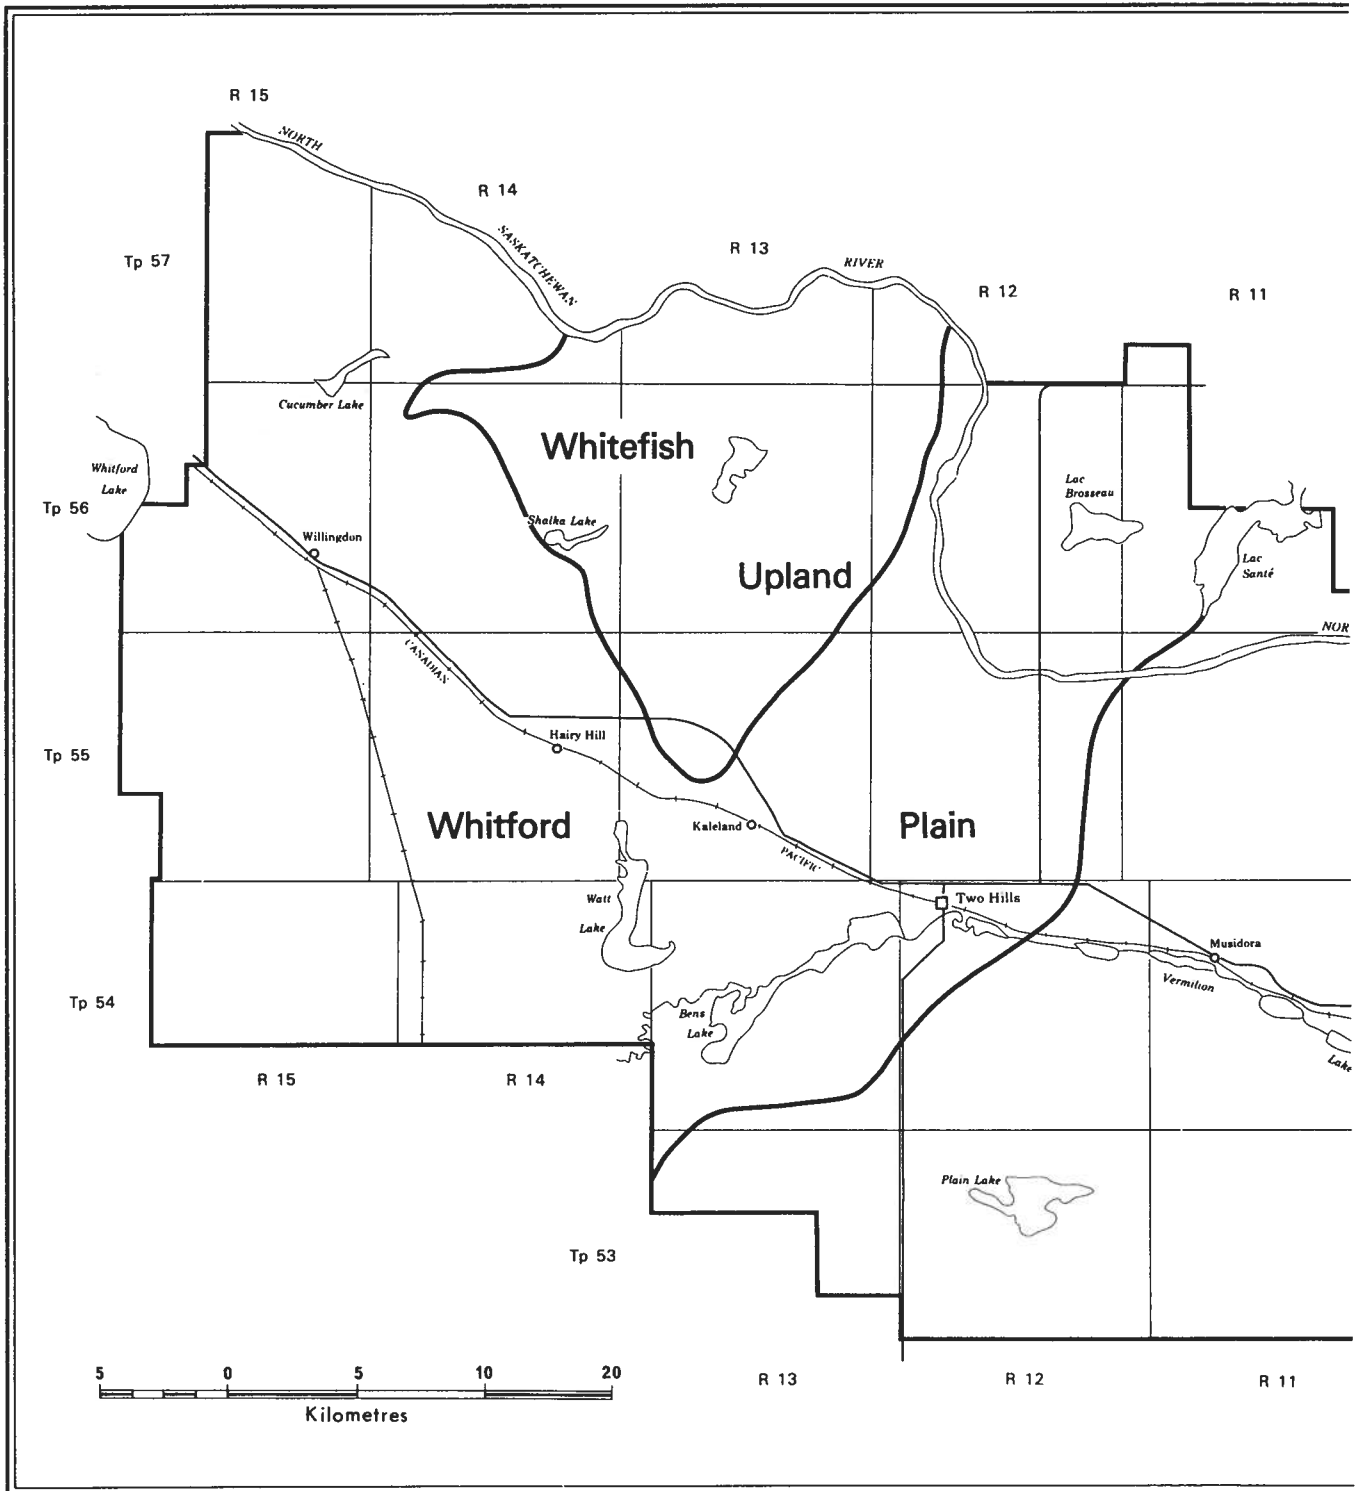 R 15
NORTH
R 14
SASKATCHEWAN
R 13
Tp 57
RIVER
R 12
R 11
Cucumber Lake
Whitefish
Whitford
Lake
Lac
Brosseau
Tp 56
Shalka Lake
Willingdon
Lac
Santé
Upland
NOR
CANADIAN
Hairy Hill
Tp 55
Whitford
Kaleland
Plain
PACIFIC
Two Hills
Watt
Lake
Musidora
Vermilion
Tp 54
Bens
Lake
Lake
R 15
R 14
Plain Lake
Tp 53
5 0 5 10 20
Kilometres
R 13
R 12
R 11